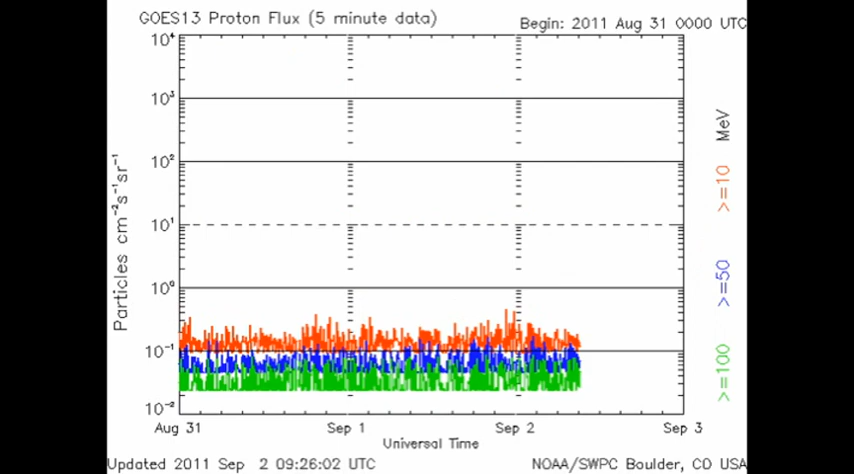 GOES13 Proton Flux (5 minute data)
Begin: 2011 Aug 31 0000 UTC
10⁴
10³
10²
10¹
10⁰
10⁻¹
10⁻²
Particles cm⁻²s⁻¹sr⁻¹
MeV
>=10
>=50
>=100
Aug 31
Sep 1
Sep 2
Sep 3
Universal Time
Updated 2011 Sep 2 09:26:02 UTC
NOAA/SWPC Boulder, CO USA